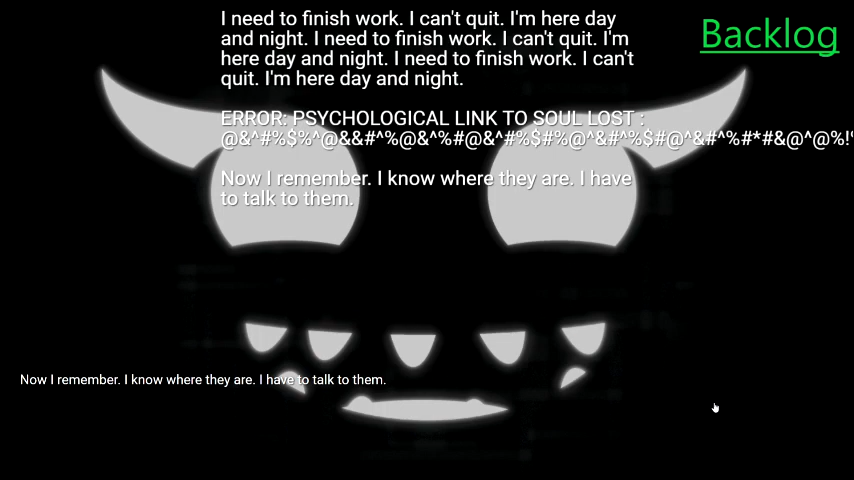 I need to finish work. I can't quit. I'm here day
Backlog
and night. I need to finish work. I can't quit. I'm
here day and night. I need to finish work. I can't
quit. I'm here day and night.
ERROR: PSYCHOLOGICAL LINK TO SOUL LOST :
@&^#%$%^@&&#^%@&^%#@&^#%$#%@^&#^%$#@^&#^%#*#&@^@%!
Now I remember. I know where they are. I have
to talk to them.
Now I remember. I know where they are. I have to talk to them.